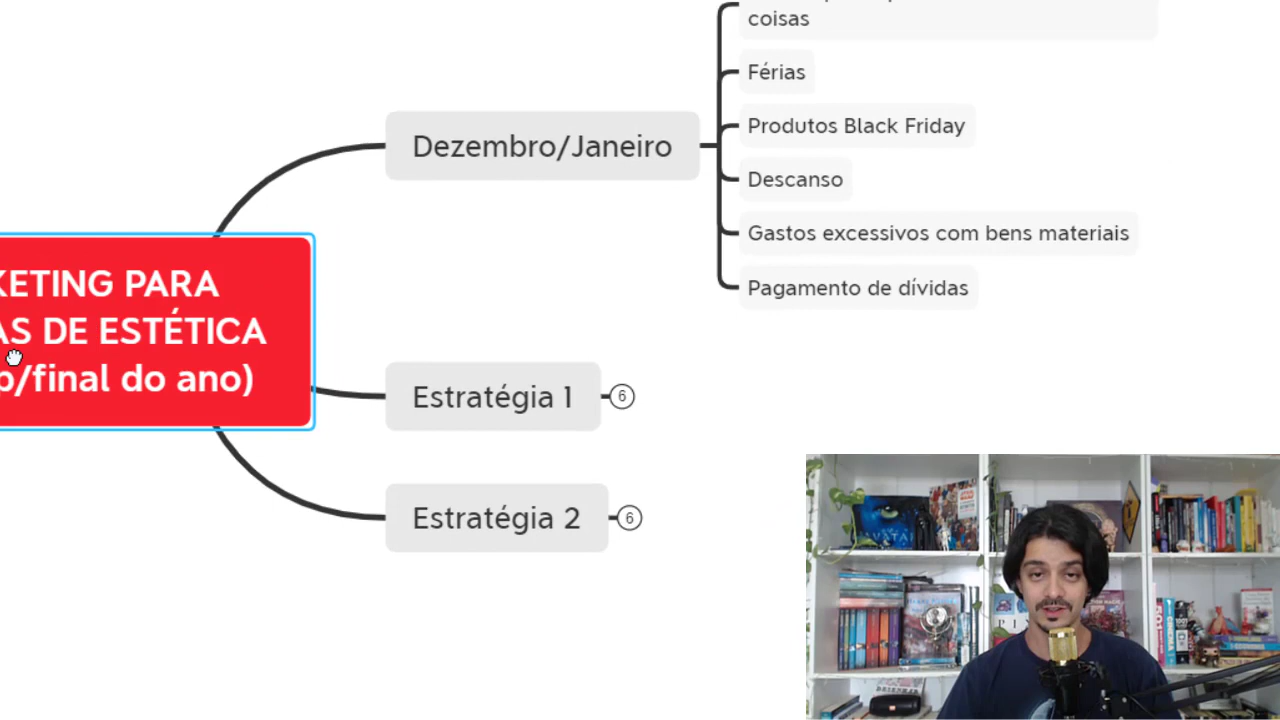 coisas
Férias
Produtos Black Friday
Dezembro/Janeiro
Descanso
Gastos excessivos com bens materiais
Pagamento de dívidas
KETING PARA
AS DE ESTÉTICA
p/final do ano)
Estratégia 1
6
Estratégia 2
6
AVATAR